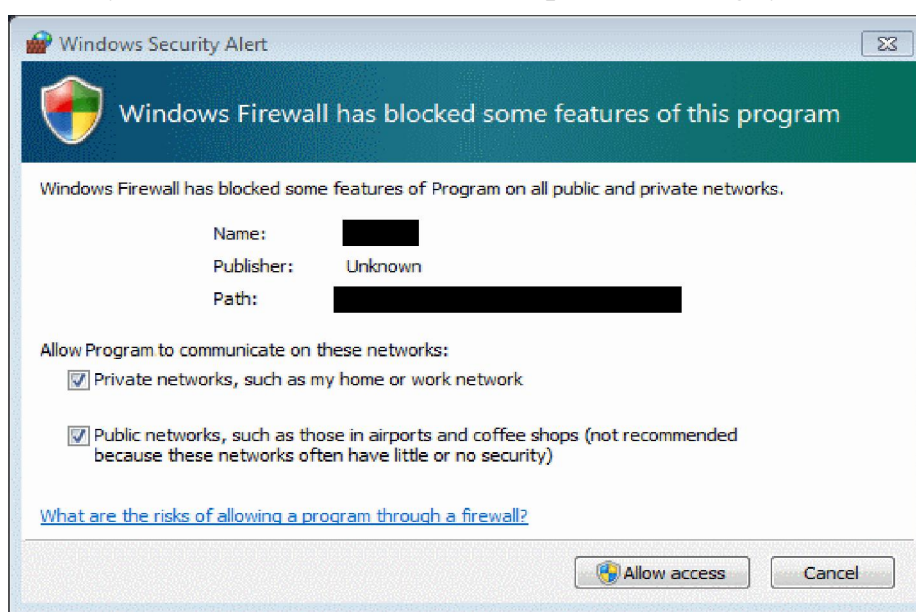 Windows Security Alert
Windows Firewall has blocked some features of this program
Windows Firewall has blocked some features of Program on all public and private networks.
Name:
Publisher: Unknown
Path:
Allow Program to communicate on these networks:
Private networks, such as my home or work network
Public networks, such as those in airports and coffee shops (not recommended
because these networks often have little or no security)
What are the risks of allowing a program through a firewall?
Allow access Cancel